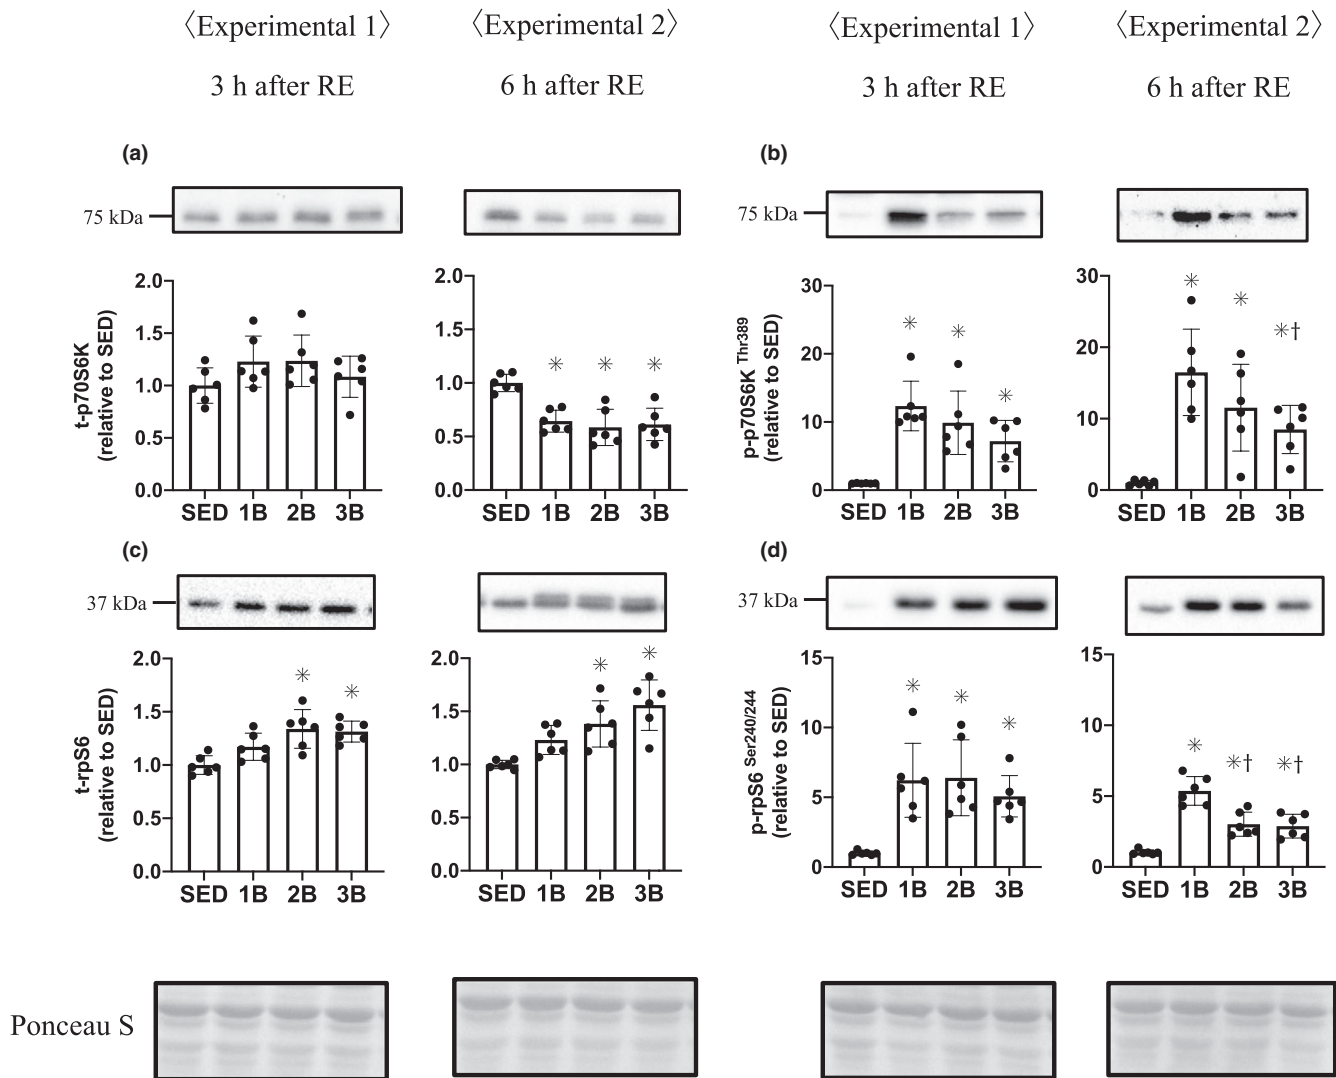 〈Experimental 1〉 〈Experimental 2〉 〈Experimental 1〉 〈Experimental 2〉
3 h after RE 6 h after RE 3 h after RE 6 h after RE
(a)
75 kDa
t-p70S6K
(relative to SED)
2.0
1.5
1.0
0.5
0.0
SED 1B 2B 3B
2.0
1.5
1.0
0.5
0.0
✳ ✳ ✳
SED 1B 2B 3B
(b)
75 kDa
p-p70S6K Thr389
(relative to SED)
30
20
10
0
✳ ✳ ✳
SED 1B 2B 3B
30
20
10
0
✳ ✳ ✳†
SED 1B 2B 3B
(c)
37 kDa
t-rpS6
(relative to SED)
2.0
1.5
1.0
0.5
0.0
✳ ✳
SED 1B 2B 3B
2.0
1.5
1.0
0.5
0.0
✳ ✳
SED 1B 2B 3B
(d)
37 kDa
p-rpS6 Ser240/244
(relative to SED)
15
10
5
0
✳ ✳ ✳
SED 1B 2B 3B
15
10
5
0
✳ ✳† ✳†
SED 1B 2B 3B
Ponceau S